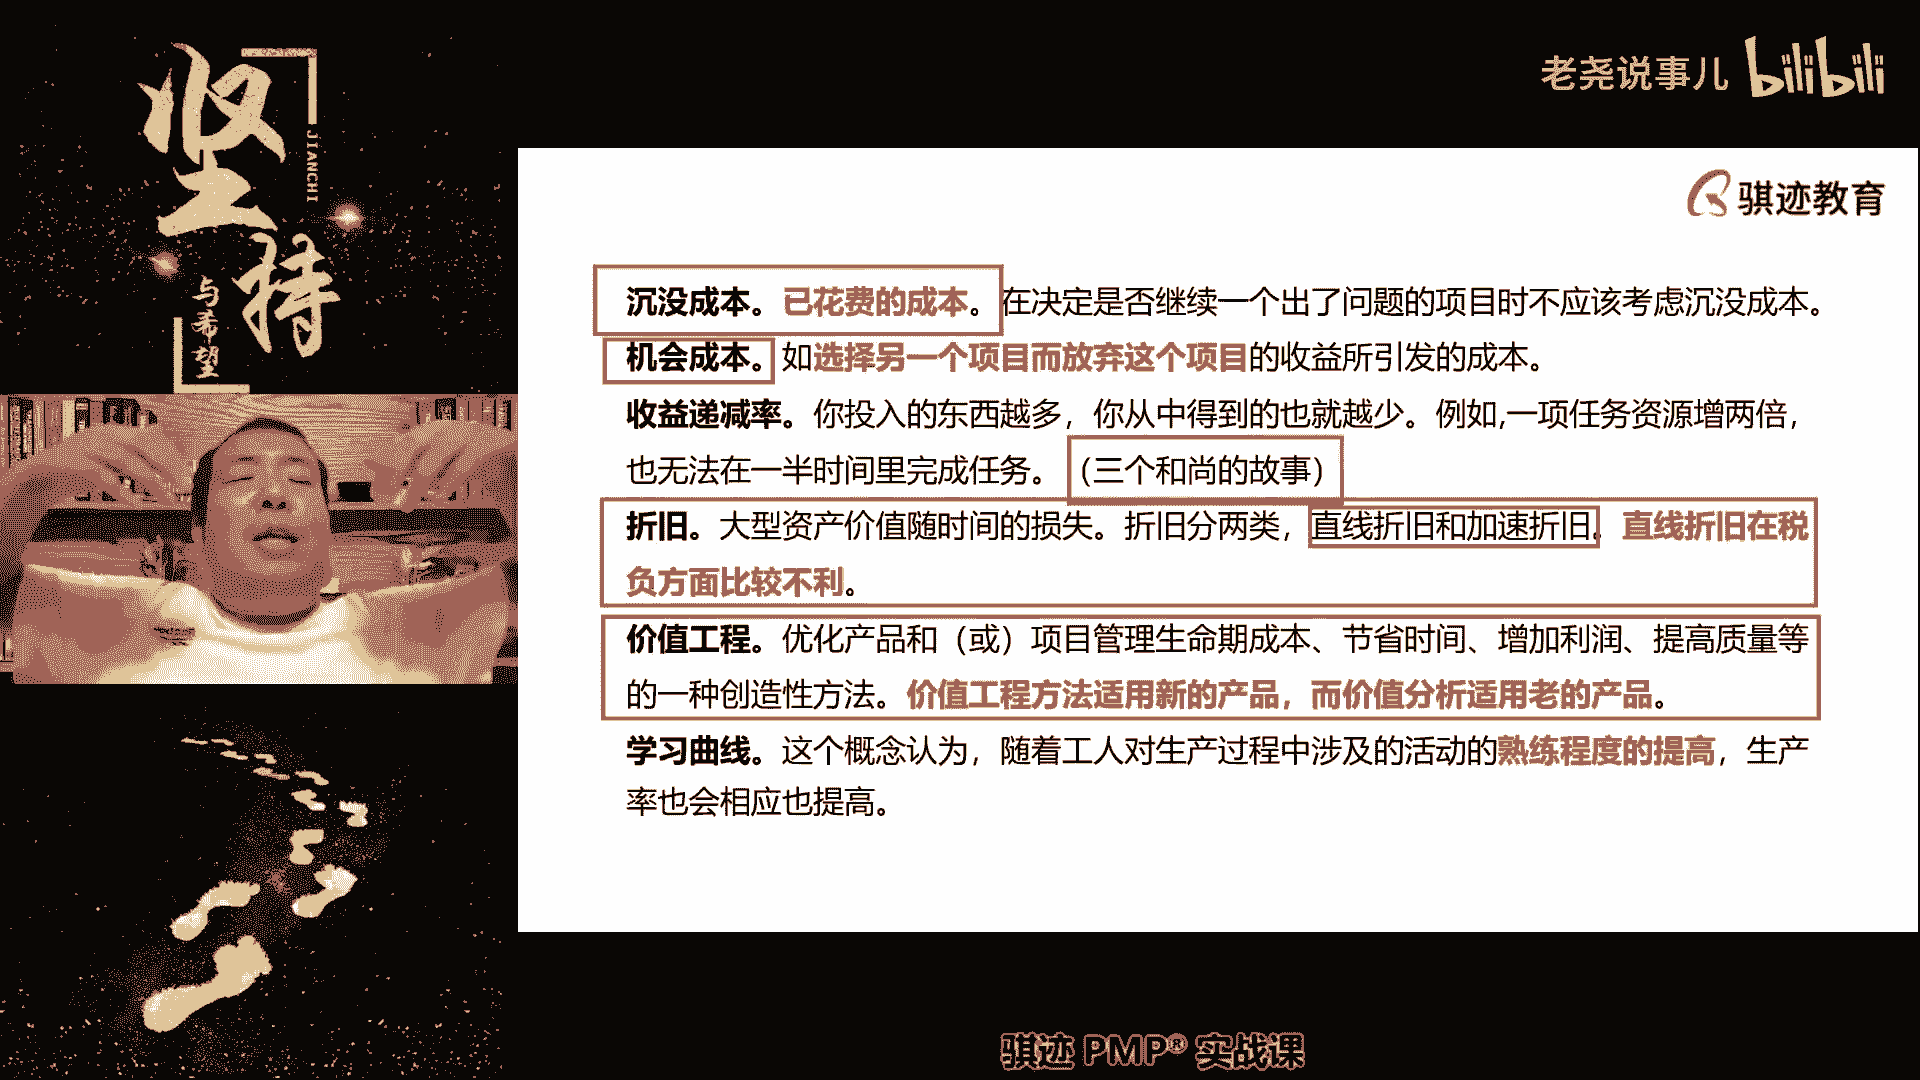 坚持
JIANCHI
与希望
老尧说事儿 bilibili
骐迹教育
沉没成本。已花费的成本。在决定是否继续一个出了问题的项目时不应该考虑沉没成本。
机会成本。如选择另一个项目而放弃这个项目的收益所引发的成本。
收益递减率。你投入的东西越多，你从中得到的也就越少。例如,一项任务资源增两倍，
也无法在一半时间里完成任务。（三个和尚的故事）
折旧。大型资产价值随时间的损失。折旧分两类，直线折旧和加速折旧。直线折旧在税
负方面比较不利。
价值工程。优化产品和（或）项目管理生命期成本、节省时间、增加利润、提高质量等
的一种创造性方法。价值工程方法适用新的产品，而价值分析适用老的产品。
学习曲线。这个概念认为，随着工人对生产过程中涉及的活动的熟练程度的提高，生产
率也会相应也提高。
骐迹 PMP® 实战课